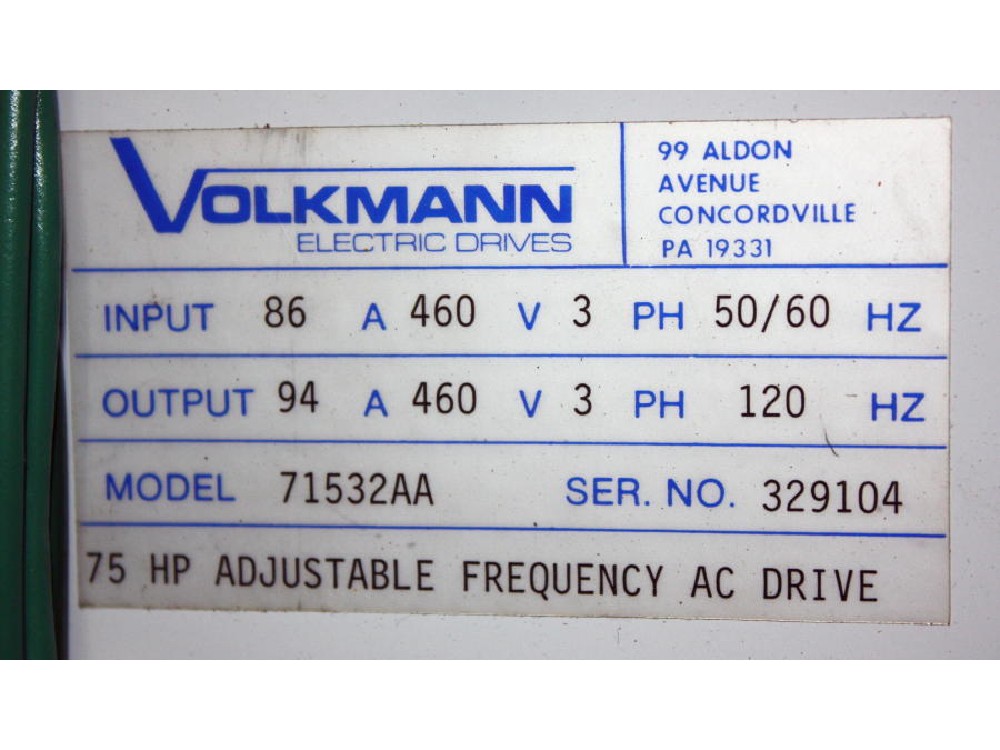 VOLKMANN
ELECTRIC DRIVES
99 ALDON
AVENUE
CONCORDVILLE
PA 19331
INPUT 86 A 460 V 3 PH 50/60 HZ
OUTPUT 94 A 460 V 3 PH 120 HZ
MODEL 71532AA SER. NO. 329104
75 HP ADJUSTABLE FREQUENCY AC DRIVE